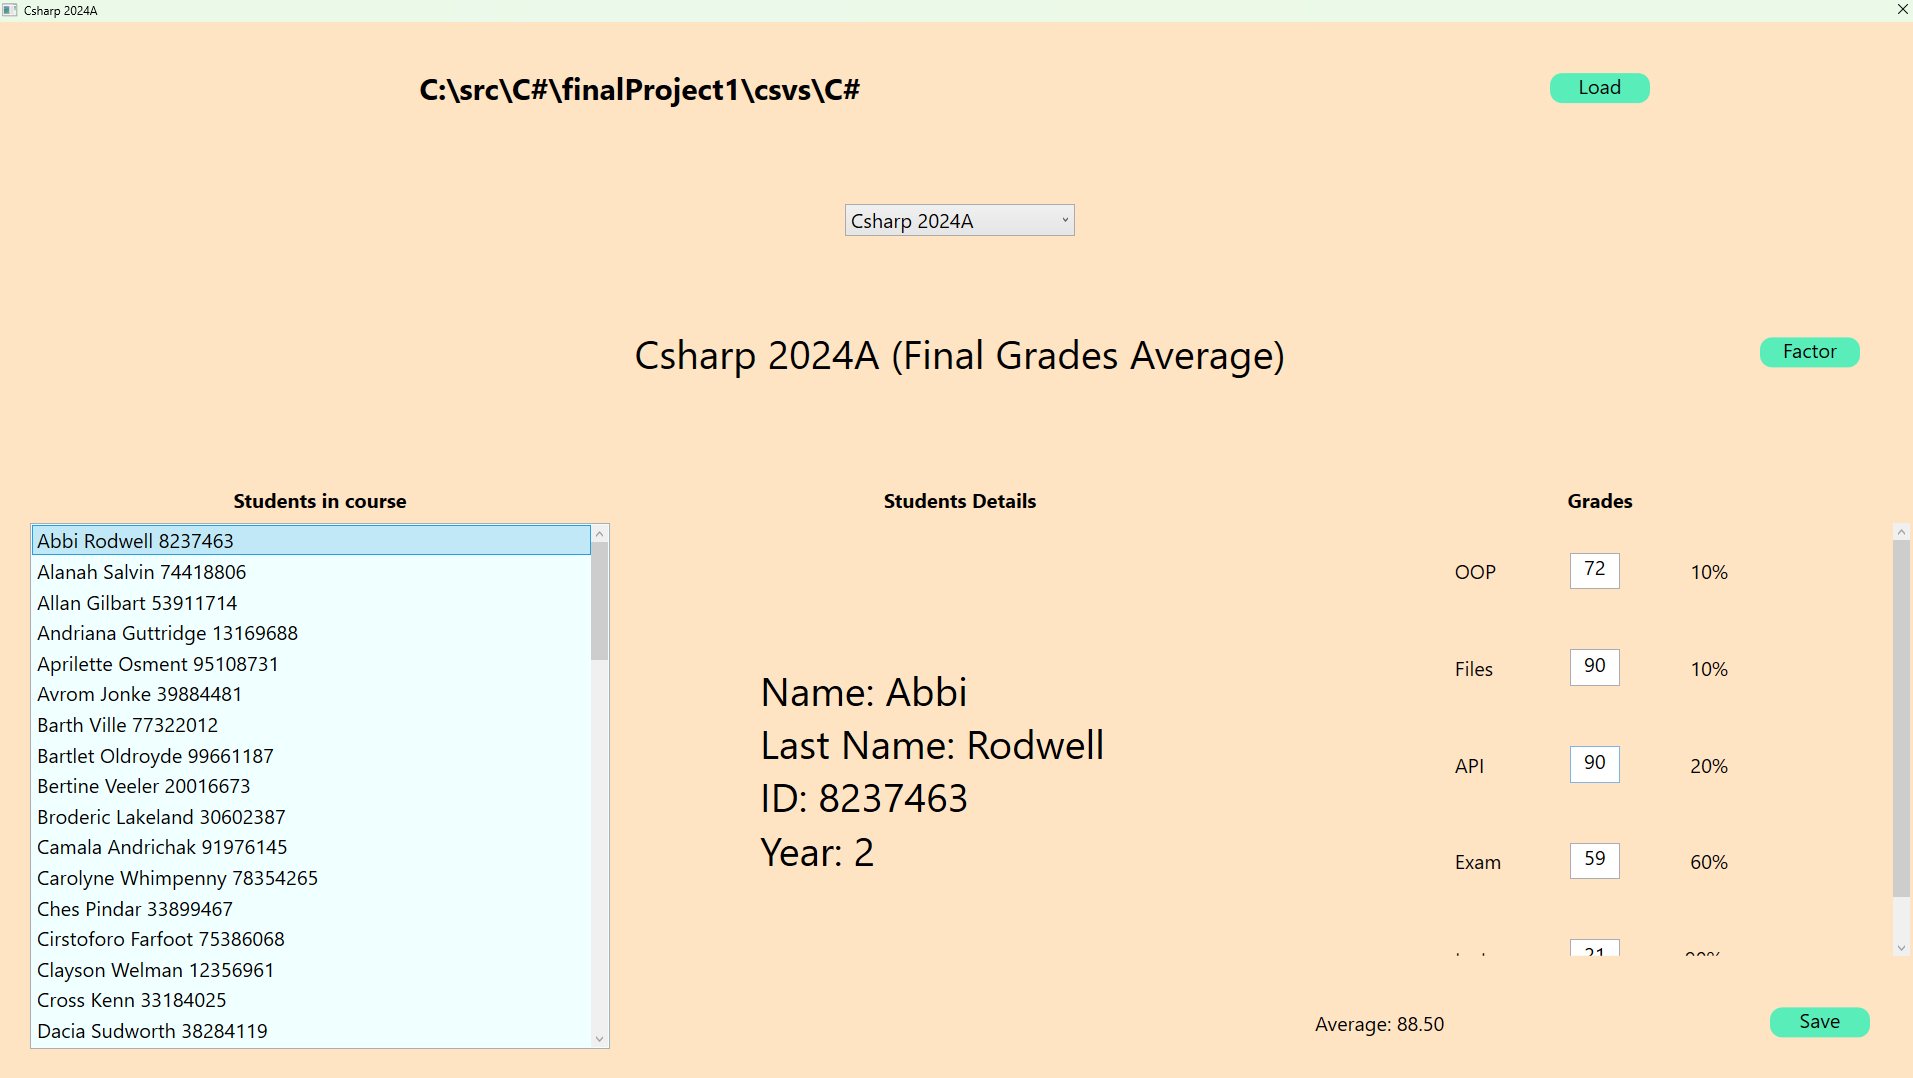 Csharp 2024A
C:\src\C#\finalProject1\csvs\C#
Load
Csharp 2024A
Csharp 2024A (Final Grades Average)
Factor
Students in course
Abbi Rodwell 8237463
Alanah Salvin 74418806
Allan Gilbart 53911714
Andriana Guttridge 13169688
Aprilette Osment 95108731
Avrom Jonke 39884481
Barth Ville 77322012
Bartlet Oldroyde 99661187
Bertine Veeler 20016673
Broderic Lakeland 30602387
Camala Andrichak 91976145
Carolyne Whimpenny 78354265
Ches Pindar 33899467
Cirstoforo Farfoot 75386068
Clayson Welman 12356961
Cross Kenn 33184025
Dacia Sudworth 38284119
Students Details
Name: Abbi
Last Name: Rodwell
ID: 8237463
Year: 2
Grades
OOP 72 10%
Files 90 10%
API 90 20%
Exam 59 60%
21
Average: 88.50
Save